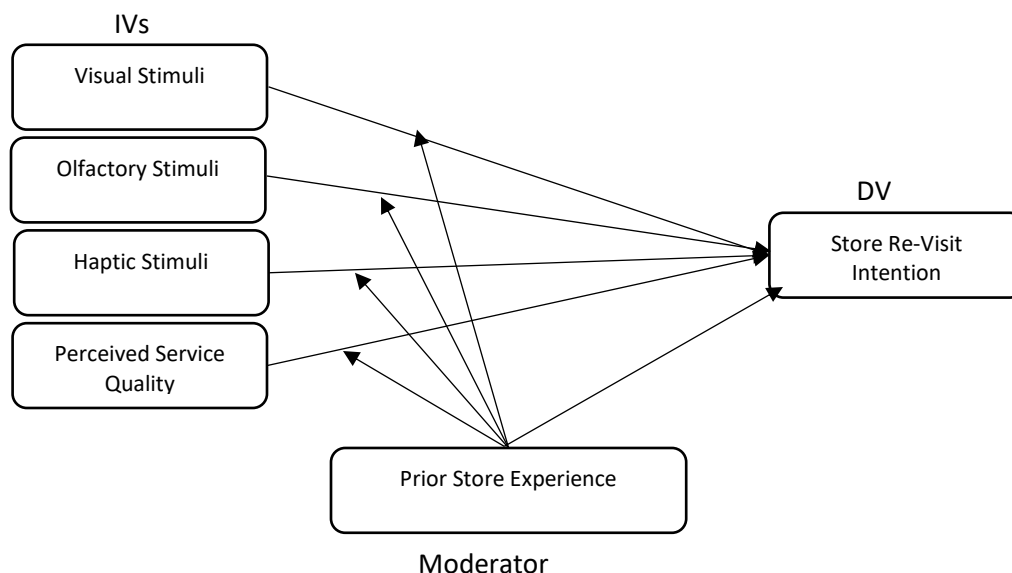 IVs
Visual Stimuli
Olfactory Stimuli
Haptic Stimuli
Perceived Service
Quality
DV
Store Re-Visit
Intention
Prior Store Experience
Moderator